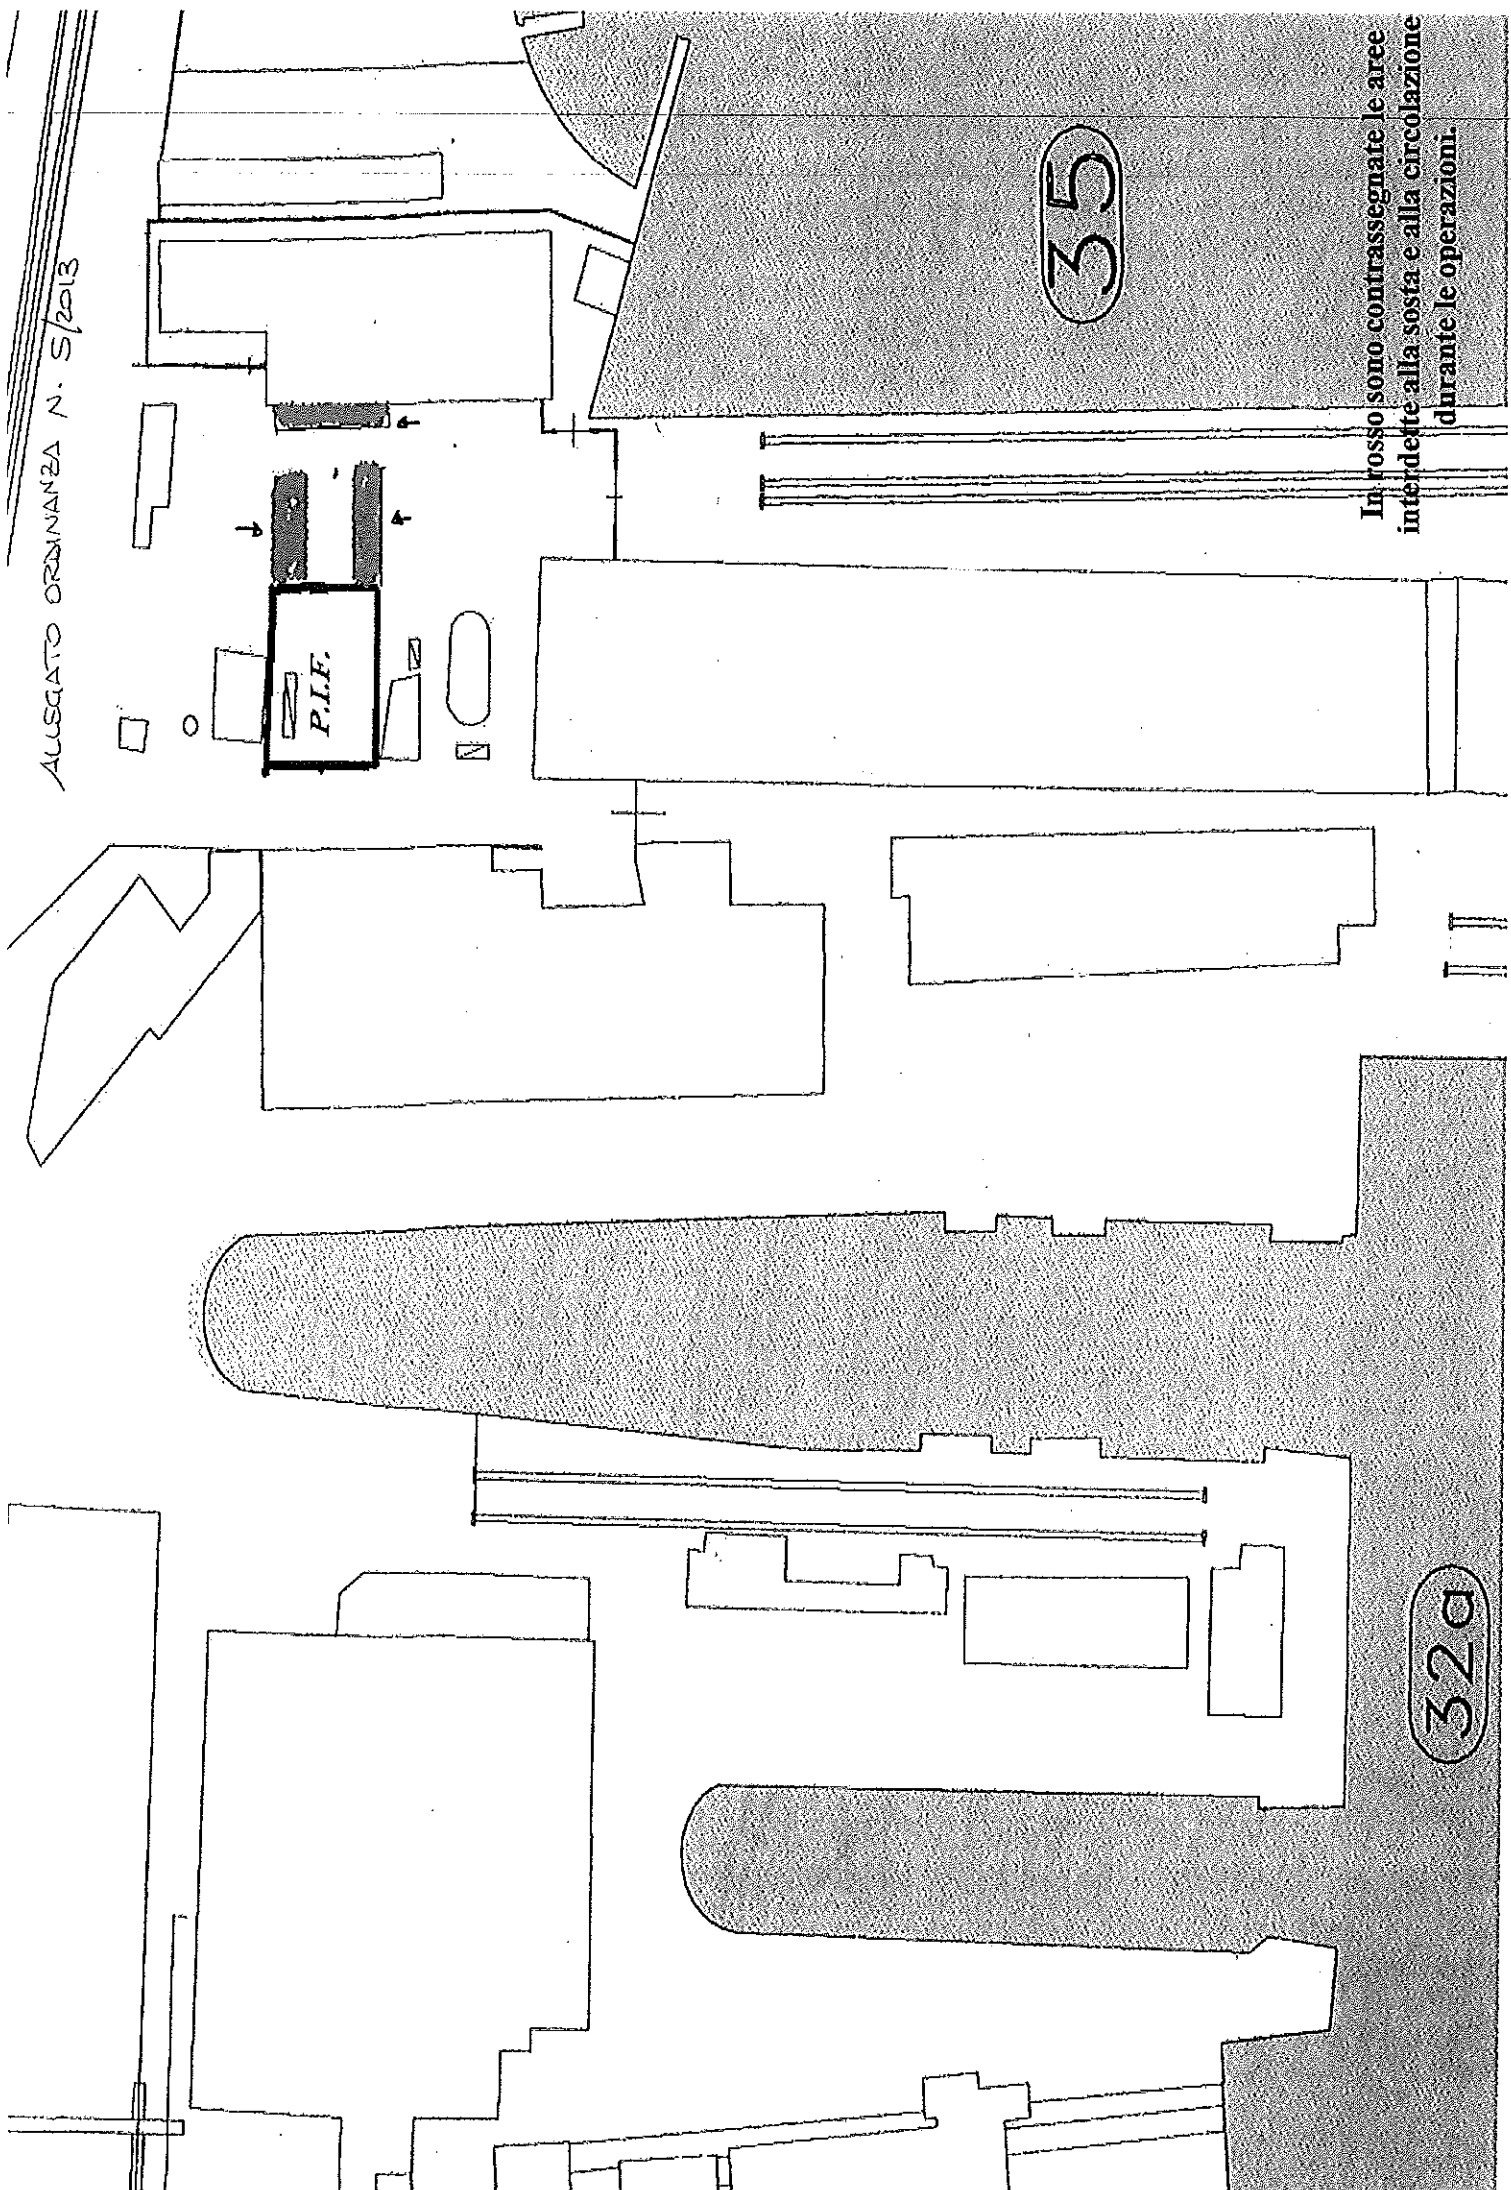 ALLEGATO ORDINANZA N. 5/2013
P.I.F.
35
In rosso sono contrassegnate le aree
interdette alla sosta e alla circolazione
durante le operazioni.
32a